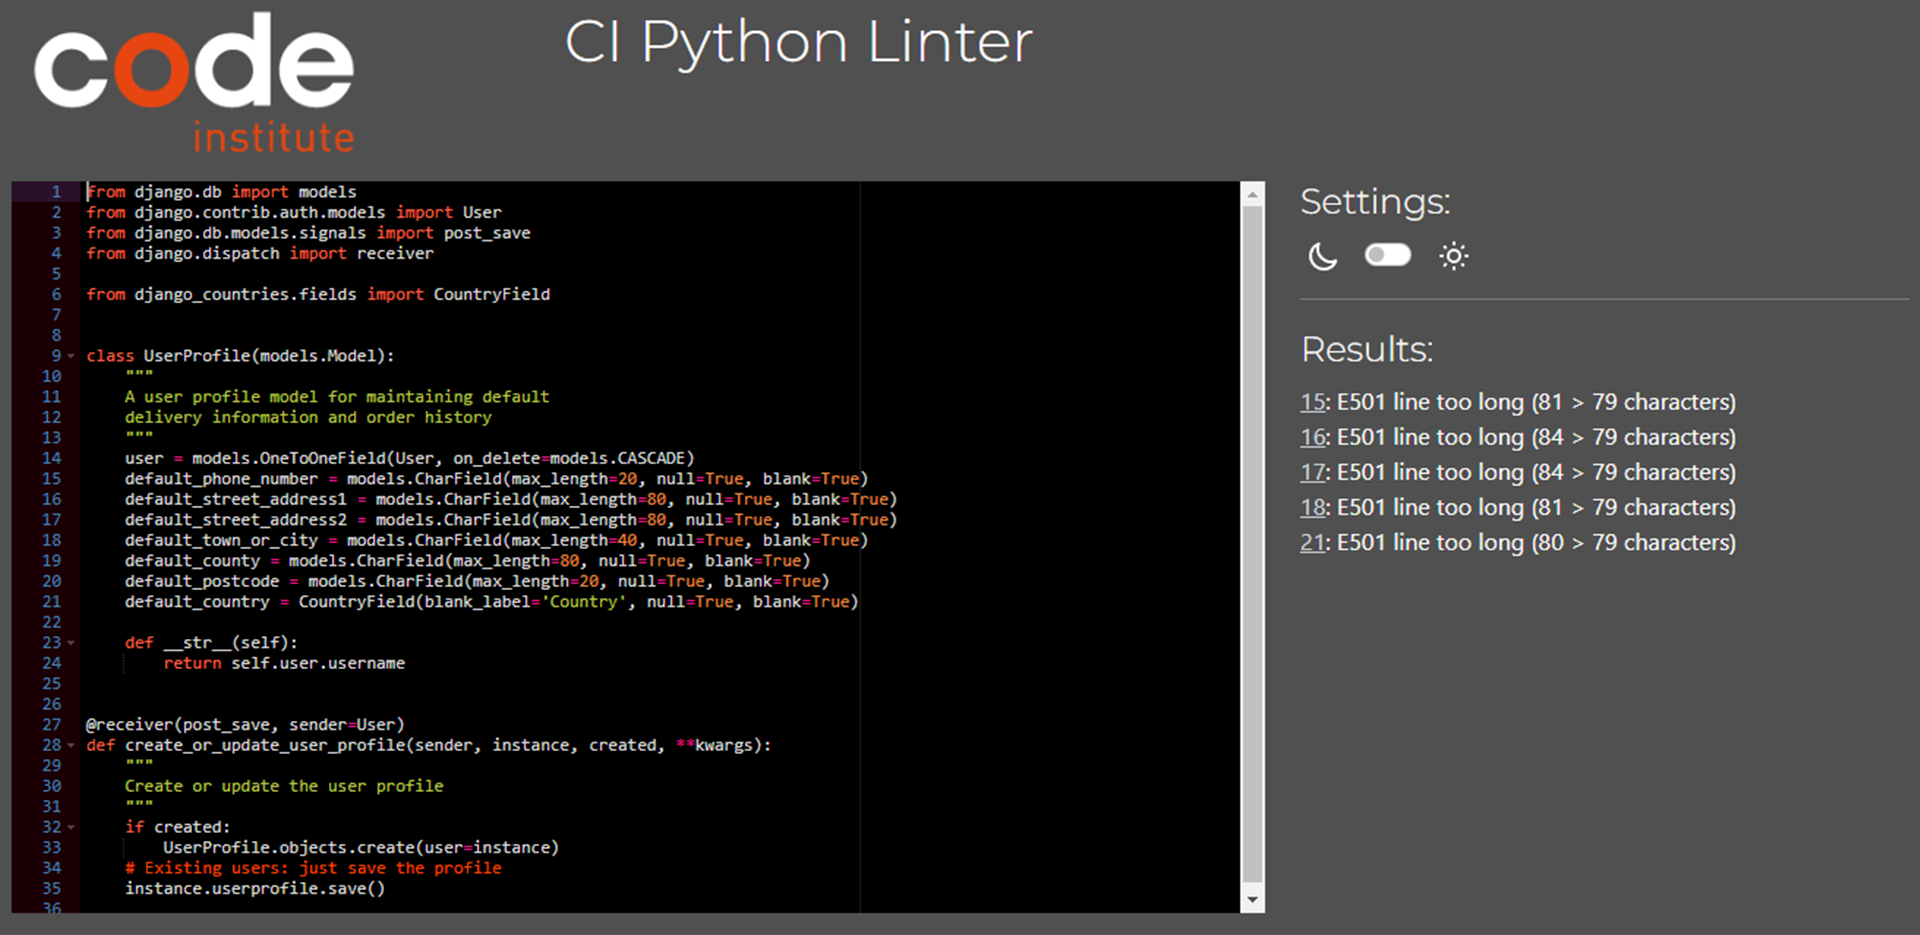 code
institute
CI Python Linter
1 from django.db import models
2 from django.contrib.auth.models import User
3 from django.db.models.signals import post_save
4 from django.dispatch import receiver
5
6 from django_countries.fields import CountryField
7
8
9 class UserProfile(models.Model):
10     """
11     A user profile model for maintaining default
12     delivery information and order history
13     """
14     user = models.OneToOneField(User, on_delete=models.CASCADE)
15     default_phone_number = models.CharField(max_length=20, null=True, blank=True)
16     default_street_address1 = models.CharField(max_length=80, null=True, blank=True)
17     default_street_address2 = models.CharField(max_length=80, null=True, blank=True)
18     default_town_or_city = models.CharField(max_length=40, null=True, blank=True)
19     default_county = models.CharField(max_length=80, null=True, blank=True)
20     default_postcode = models.CharField(max_length=20, null=True, blank=True)
21     default_country = CountryField(blank_label='Country', null=True, blank=True)
22
23     def __str__(self):
24         return self.user.username
25
26
27 @receiver(post_save, sender=User)
28 def create_or_update_user_profile(sender, instance, created, **kwargs):
29     """
30     Create or update the user profile
31     """
32     if created:
33         UserProfile.objects.create(user=instance)
34     # Existing users: just save the profile
35     instance.userprofile.save()
36
Settings:
Results:
15: E501 line too long (81 > 79 characters)
16: E501 line too long (84 > 79 characters)
17: E501 line too long (84 > 79 characters)
18: E501 line too long (81 > 79 characters)
21: E501 line too long (80 > 79 characters)